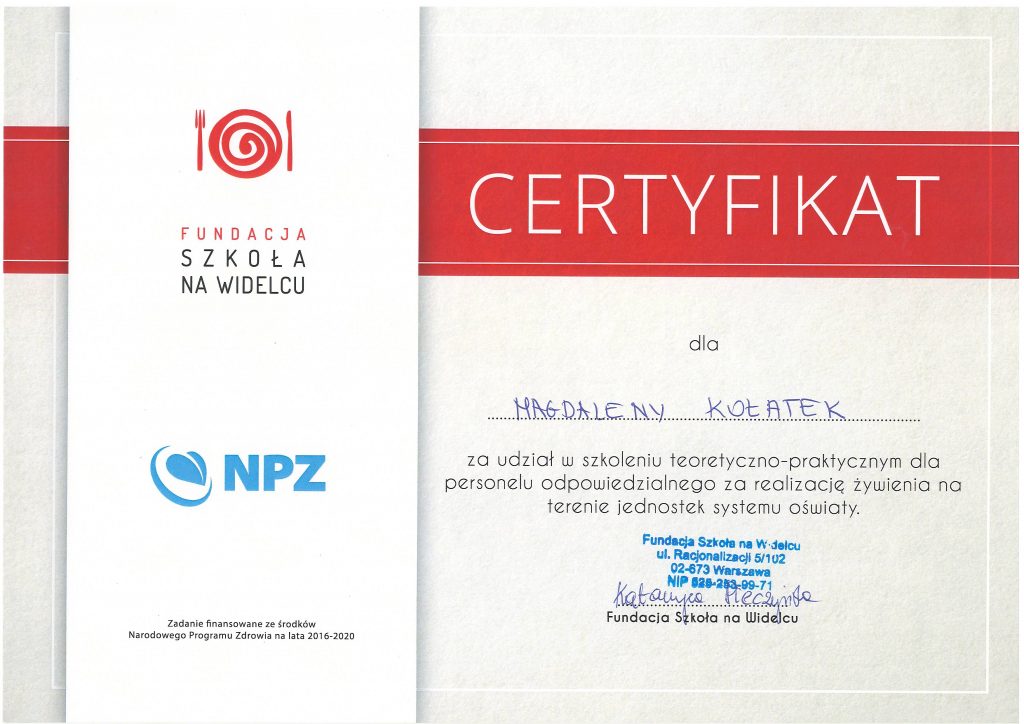 FUNDACJA
SZKOŁA
NA WIDELCU
NPZ
Zadanie finansowane ze środków
Narodowego Programu Zdrowia na lata 2016-2020
CERTYFIKAT
dla
MAGDALENY KOŁATEK
za udział w szkoleniu teoretyczno-praktycznym dla
personelu odpowiedzialnego za realizację żywienia na
terenie jednostek systemu oświaty.
Fundacja Szkoła na Widelcu
ul. Racjonalizacji 5/102
02-673 Warszawa
NIP
Fundacja Szkoła na Widelcu